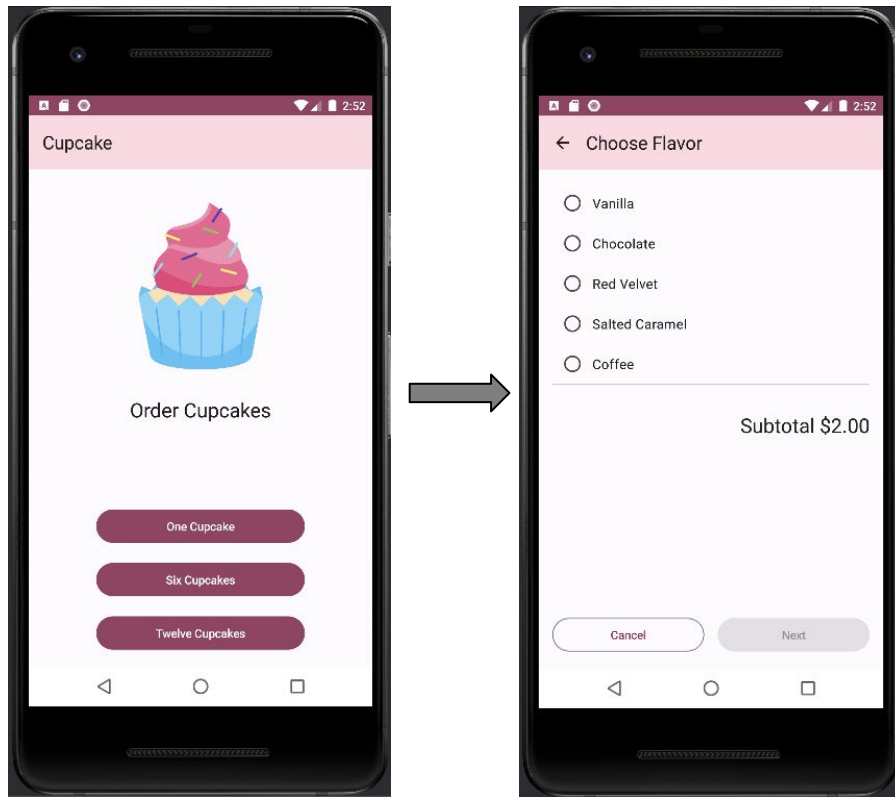 2:52
Cupcake
Order Cupcakes
One Cupcake
Six Cupcakes
Twelve Cupcakes
2:52
Choose Flavor
Vanilla
Chocolate
Red Velvet
Salted Caramel
Coffee
Subtotal $2.00
Cancel
Next